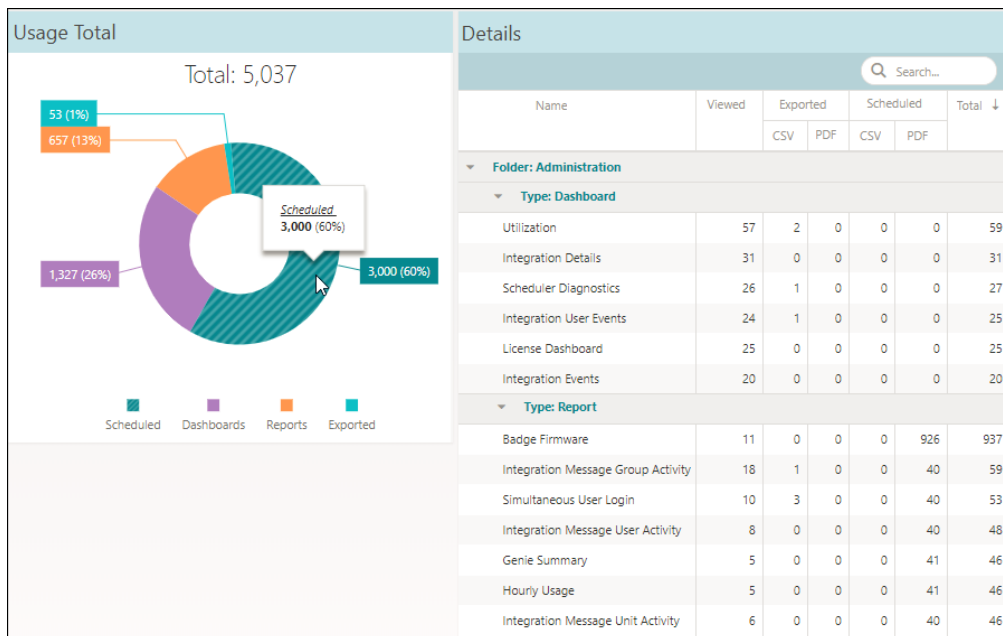 Usage Total
Total: 5,037
53 (1%)
657 (13%)
Scheduled
3,000 (60%)
1,327 (26%)
3,000 (60%)
Scheduled Dashboards Reports Exported
Details
Search...
Name Viewed Exported Scheduled Total ↓
CSV PDF CSV PDF
Folder: Administration
Type: Dashboard
Utilization 57 2 0 0 0 59
Integration Details 31 0 0 0 0 31
Scheduler Diagnostics 26 1 0 0 0 27
Integration User Events 24 1 0 0 0 25
License Dashboard 25 0 0 0 0 25
Integration Events 20 0 0 0 0 20
Type: Report
Badge Firmware 11 0 0 0 926 937
Integration Message Group Activity 18 1 0 0 40 59
Simultaneous User Login 10 3 0 0 40 53
Integration Message User Activity 8 0 0 0 40 48
Genie Summary 5 0 0 0 41 46
Hourly Usage 5 0 0 0 41 46
Integration Message Unit Activity 6 0 0 0 40 46